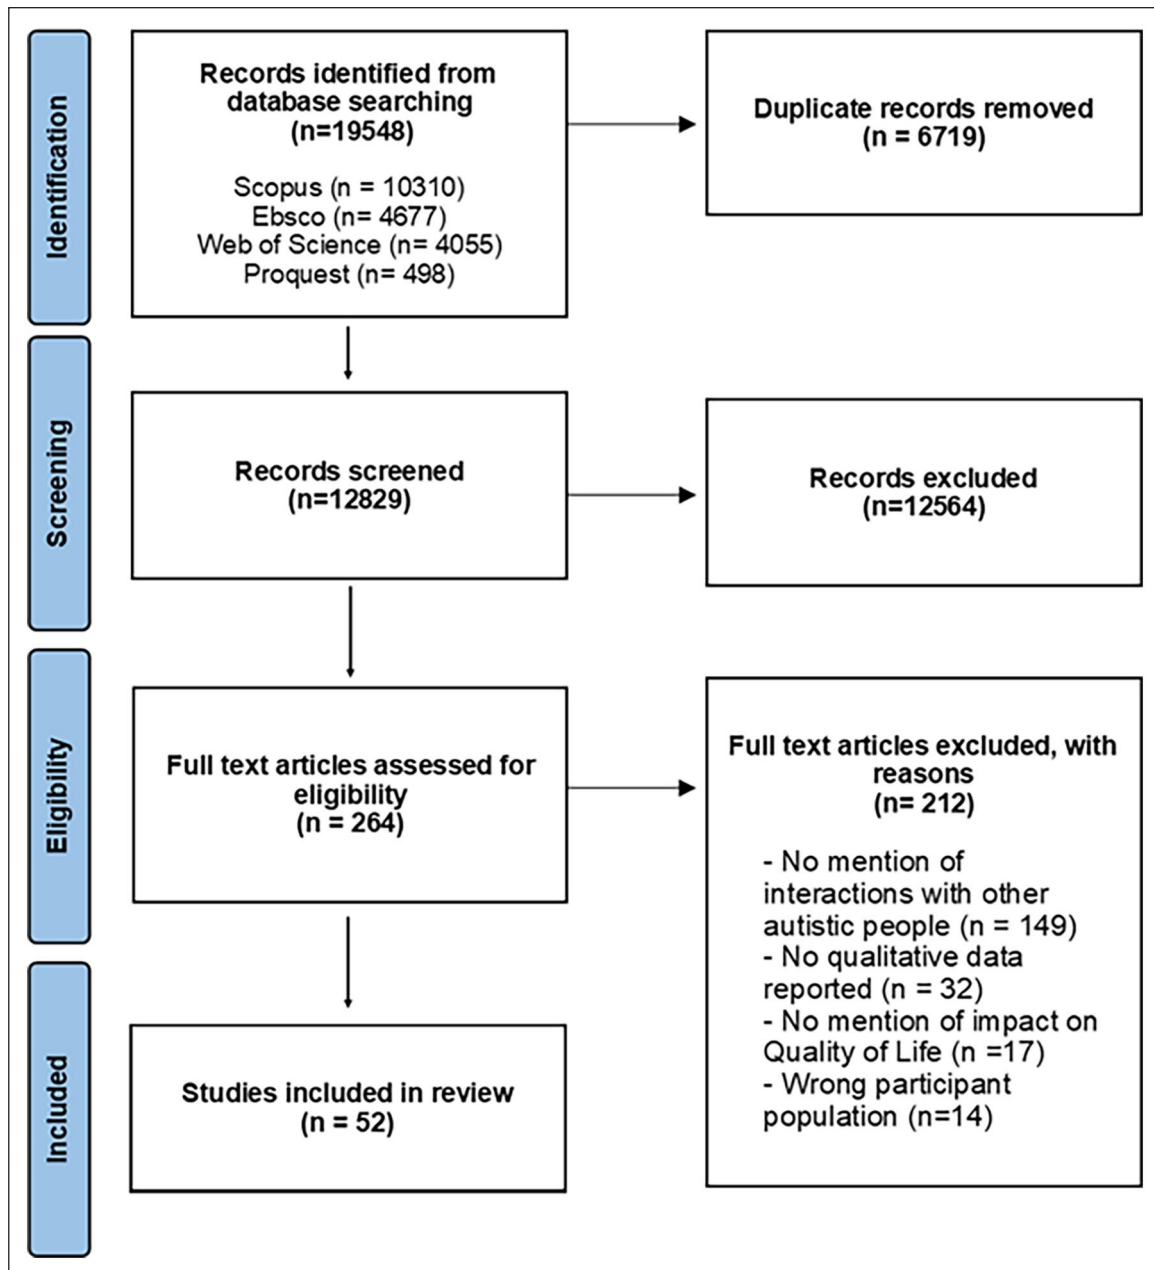 Identification
Records identified from
database searching
(n=19548)
Scopus (n = 10310)
Ebsco (n= 4677)
Web of Science (n= 4055)
Proquest (n= 498)
Duplicate records removed
(n = 6719)
Screening
Records screened
(n=12829)
Records excluded
(n=12564)
Eligibility
Full text articles assessed for
eligibility
(n = 264)
Full text articles excluded, with
reasons
(n= 212)
- No mention of
interactions with other
autistic people (n = 149)
- No qualitative data
reported (n = 32)
- No mention of impact on
Quality of Life (n =17)
- Wrong participant
population (n=14)
Included
Studies included in review
(n = 52)